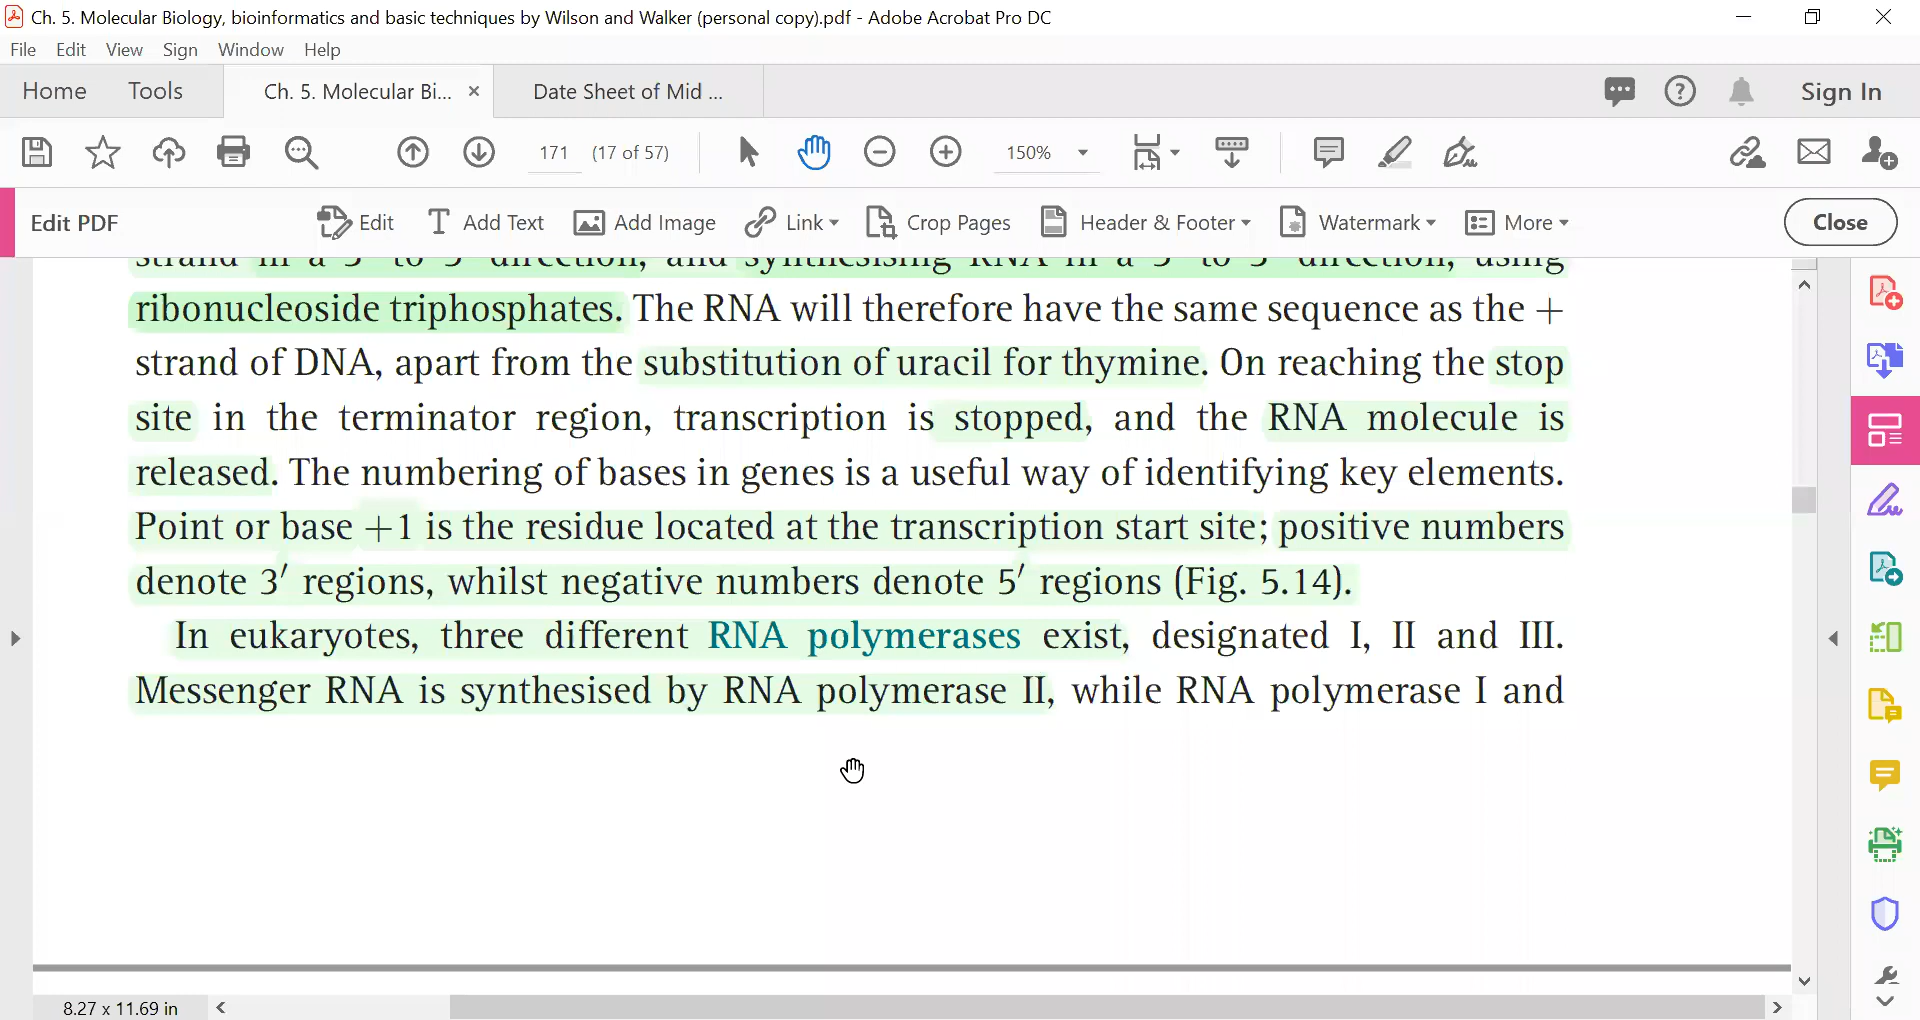 Ch. 5. Molecular Biology, bioinformatics and basic techniques by Wilson and Walker (personal copy).pdf - Adobe Acrobat Pro DC
File Edit View Sign Window Help
Home Tools Ch. 5. Molecular Bi... × Date Sheet of Mid ... Sign In
171 (17 of 57) 150%
Edit PDF Edit Add Text Add Image Link Crop Pages Header & Footer Watermark More Close
ribonucleoside triphosphates. The RNA will therefore have the same sequence as the +
strand of DNA, apart from the substitution of uracil for thymine. On reaching the stop
site in the terminator region, transcription is stopped, and the RNA molecule is
released. The numbering of bases in genes is a useful way of identifying key elements.
Point or base +1 is the residue located at the transcription start site; positive numbers
denote 3′ regions, whilst negative numbers denote 5′ regions (Fig. 5.14).
In eukaryotes, three different RNA polymerases exist, designated I, II and III.
Messenger RNA is synthesised by RNA polymerase II, while RNA polymerase I and
8.27 x 11.69 in